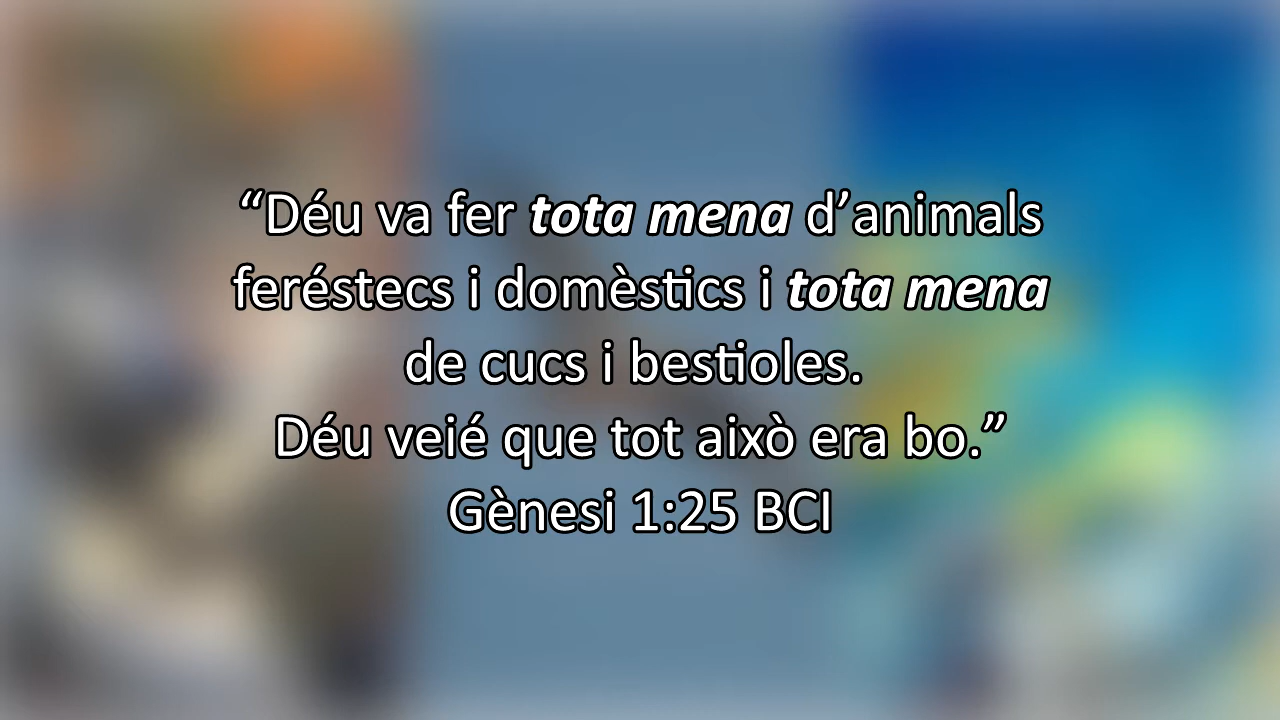 “Déu va fer tota mena d’animals
feréstecs i domèstics i tota mena
de cucs i bestioles.
Déu veié que tot això era bo.”
Gènesi 1:25 BCI